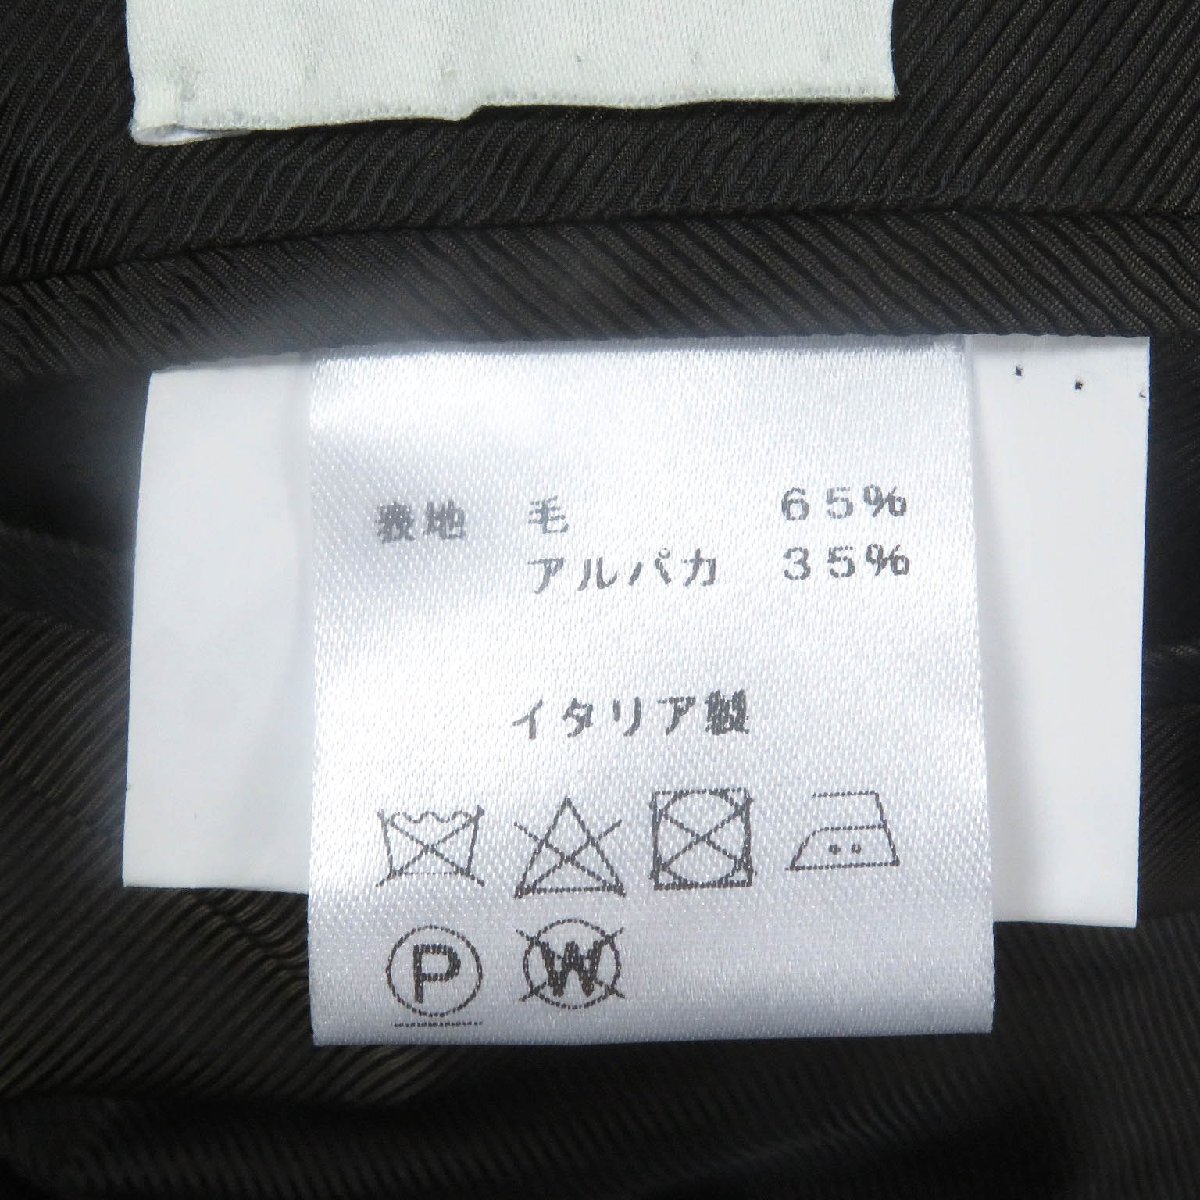 表地 毛 65%
アルパカ 35%
イタリア製
P W